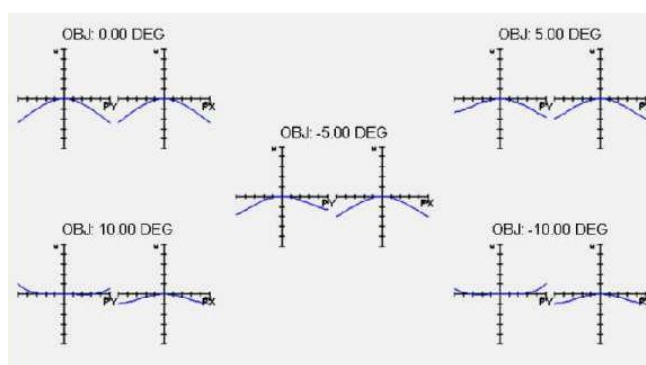 OBJ: 0.00 DEG
W
PY
W
PX
OBJ: 5.00 DEG
W
PY
W
PX
OBJ: -5.00 DEG
W
PY
W
PX
OBJ: 10.00 DEG
W
PY
W
PX
OBJ: -10.00 DEG
W
PY
W
PX